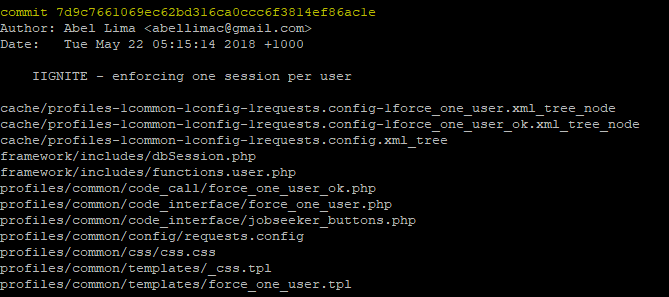 commit 7d9c7661069ec62bd316ca0ccc6f3814ef86ac1e
Author: Abel Lima <abellimac@gmail.com>
Date:   Tue May 22 05:15:14 2018 +1000
IIGNITE - enforcing one session per user
cache/profiles-1common-1config-1requests.config-1force_one_user.xml_tree_node
cache/profiles-1common-1config-1requests.config-1force_one_user_ok.xml_tree_node
cache/profiles-1common-1config-1requests.config.xml_tree
framework/includes/dbSession.php
framework/includes/functions.user.php
profiles/common/code_call/force_one_user_ok.php
profiles/common/code_interface/force_one_user.php
profiles/common/code_interface/jobseeker_buttons.php
profiles/common/config/requests.config
profiles/common/css/css.css
profiles/common/templates/_css.tpl
profiles/common/templates/force_one_user.tpl